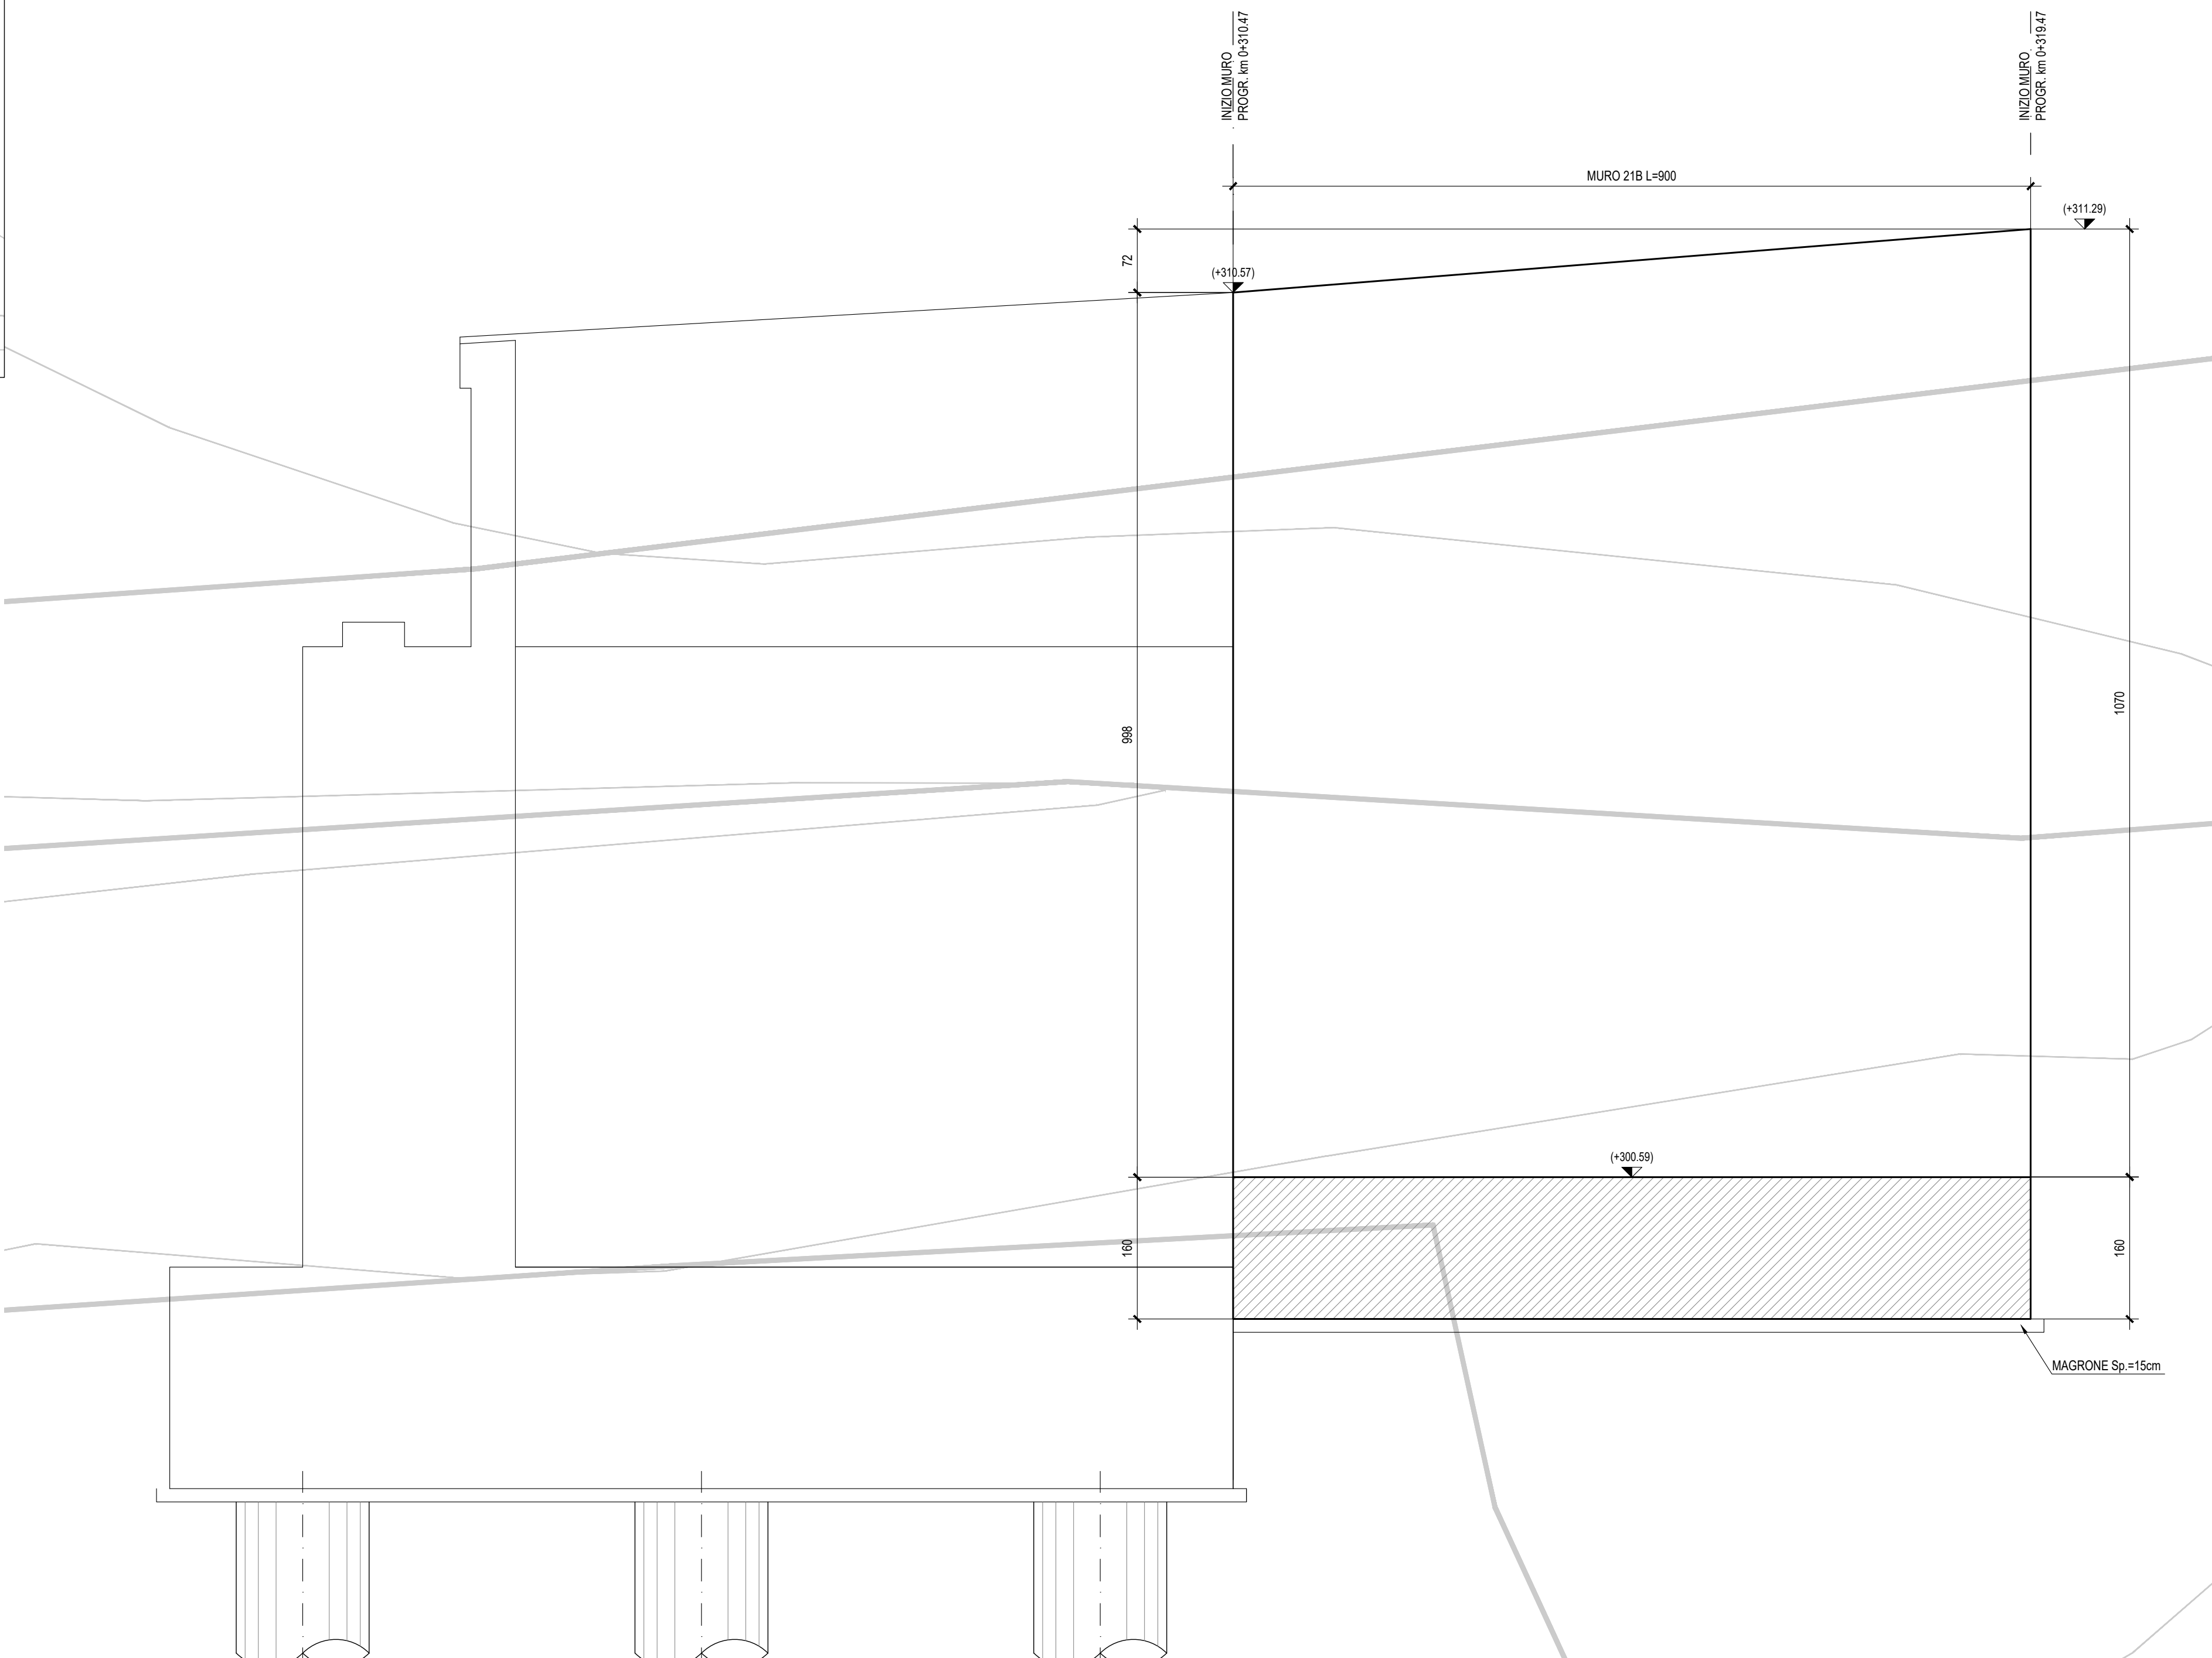 INIZIO MURO
PROGR. km 0+310.47
INIZIO MURO
PROGR. km 0+319.47
MURO 21B L=900
(+311.29)
72
(+310.57)
1070
998
(+300.59)
160
160
MAGRONE Sp.=15cm